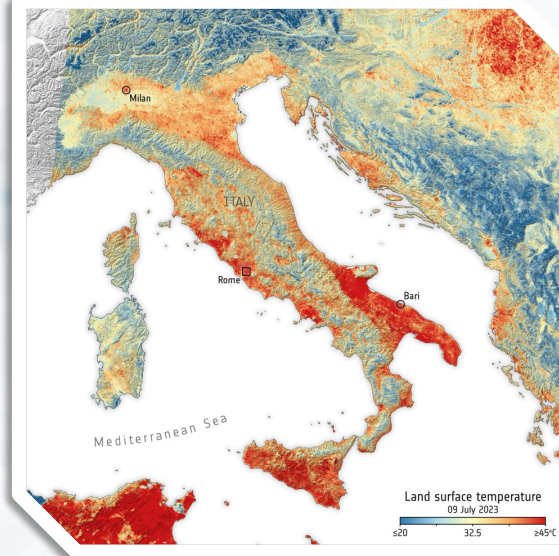 Milan
ITALY
Rome
Bari
Mediterranean Sea
Land surface temperature
09 July 2023
≤20 32.5 ≥45°C